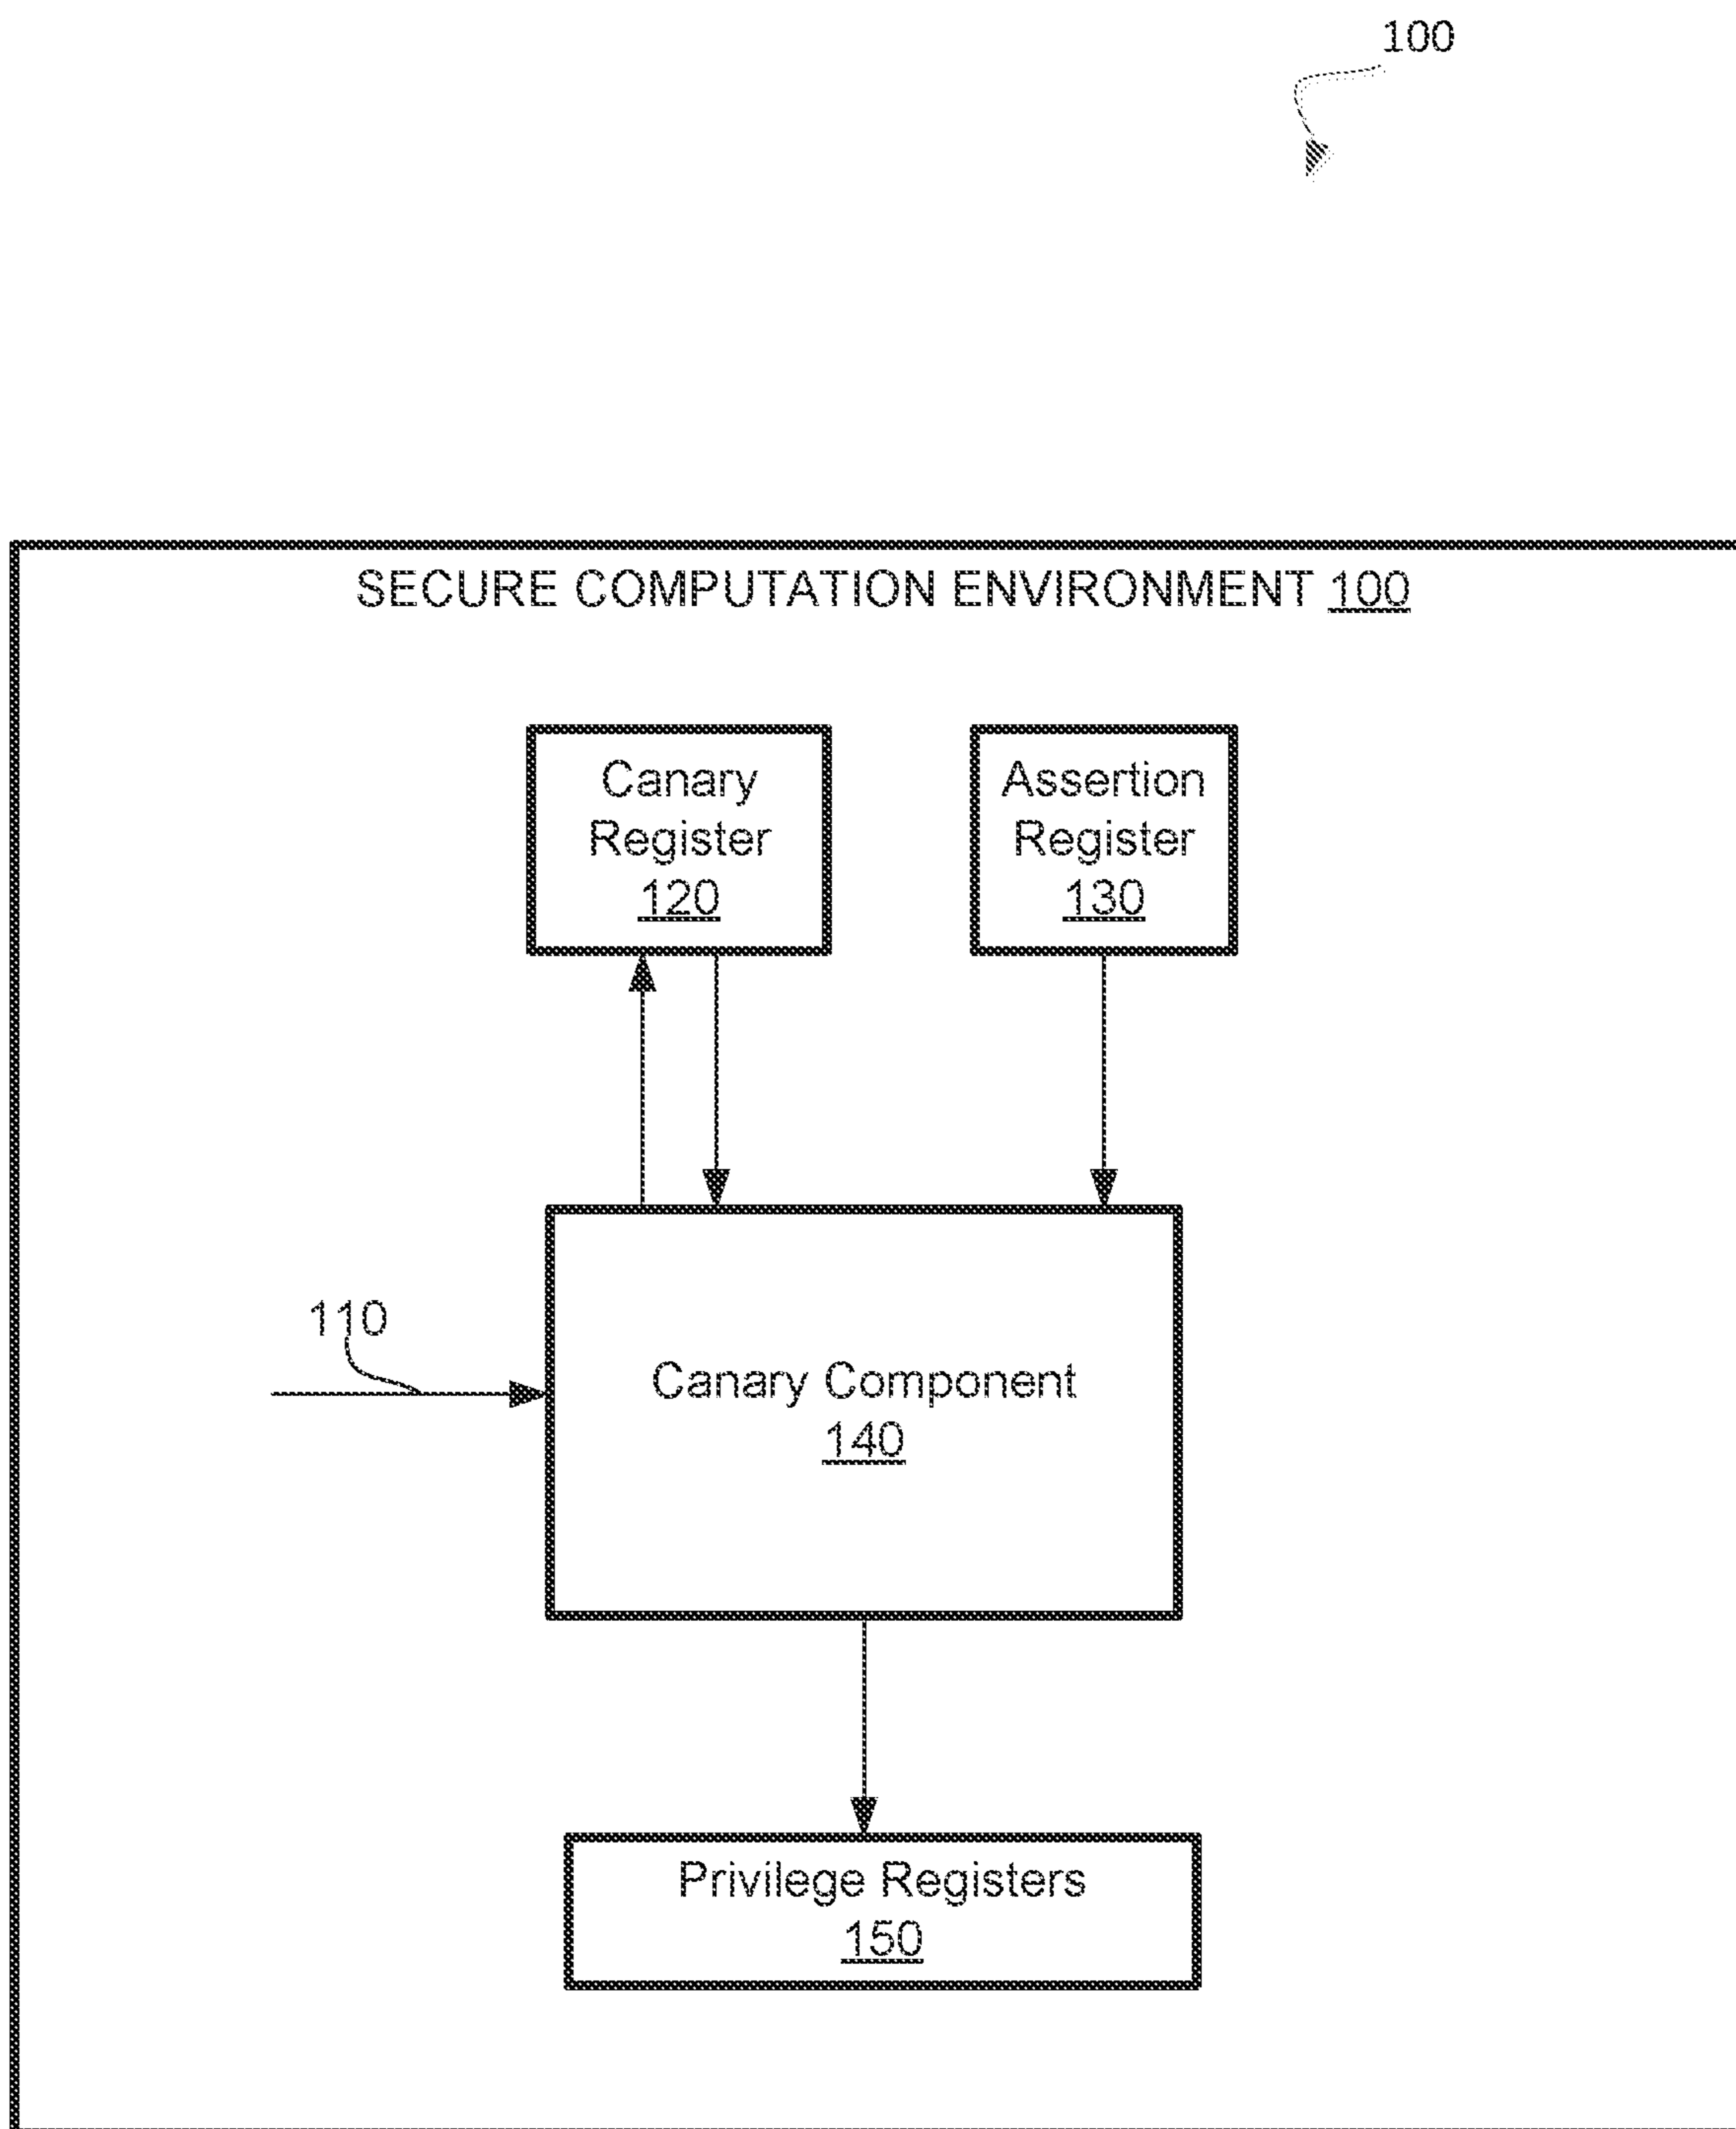 100
SECURE COMPUTATION ENVIRONMENT 100
Canary
Register
120
Assertion
Register
130
110
Canary Component
140
Privilege Registers
150